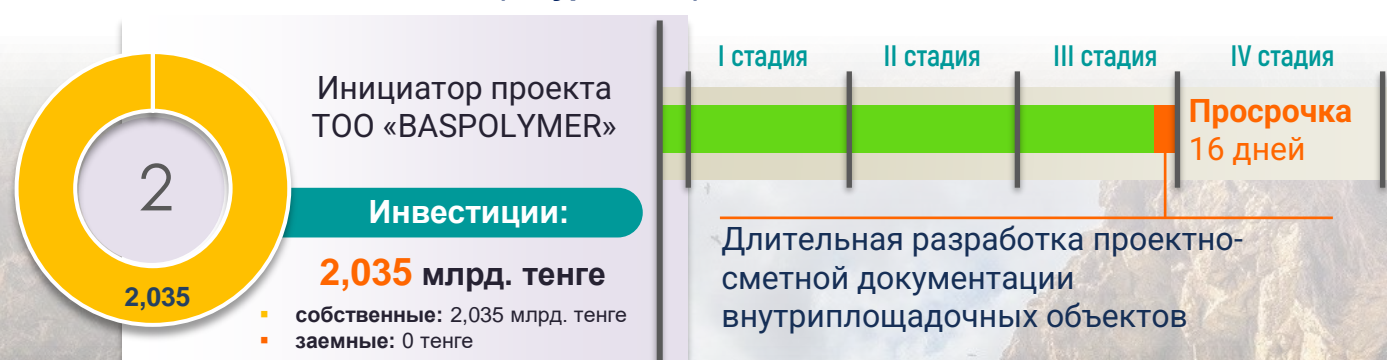 2
2,035
Инициатор проекта
ТОО «BASPOLYMER»
Инвестиции:
2,035 млрд. тенге
собственные: 2,035 млрд. тенге
заемные: 0 тенге
I стадия
II стадия
III стадия
IV стадия
Просрочка
16 дней
Длительная разработка проектно-
сметной документации
внутриплощадочных объектов